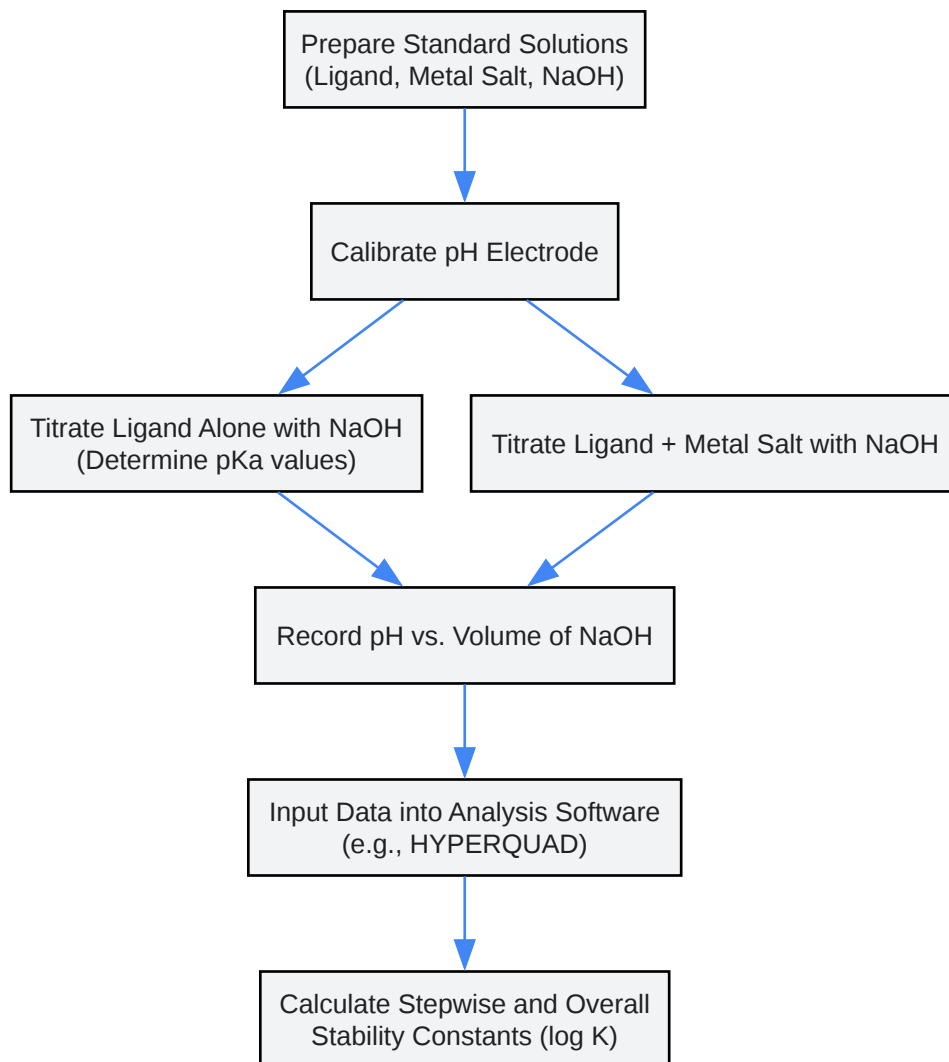 Prepare Standard Solutions
(Ligand, Metal Salt, NaOH)
Calibrate pH Electrode
Titrate Ligand Alone with NaOH
(Determine pKa values)
Titrate Ligand + Metal Salt with NaOH
Record pH vs. Volume of NaOH
Input Data into Analysis Software
(e.g., HYPERQUAD)
Calculate Stepwise and Overall
Stability Constants (log K)